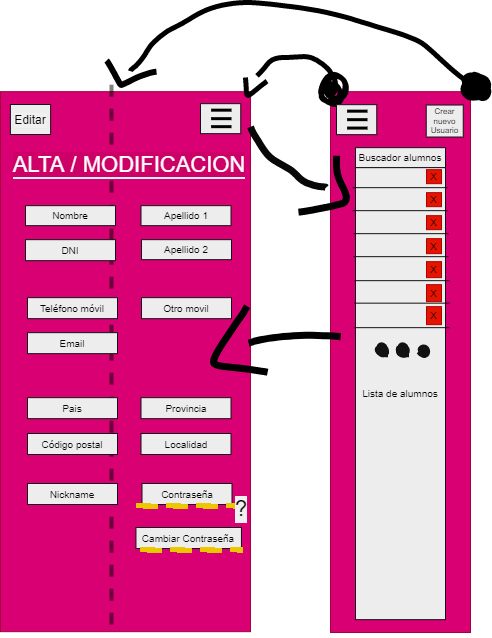 Editar
ALTA / MODIFICACION
Nombre
Apellido 1
DNI
Apellido 2
Teléfono móvil
Otro movil
Email
Pais
Provincia
Código postal
Localidad
Nickname
Contraseña
?
Cambiar Contraseña
Crear
nuevo
Usuario
Buscador alumnos
X
X
X
X
X
X
X
Lista de alumnos